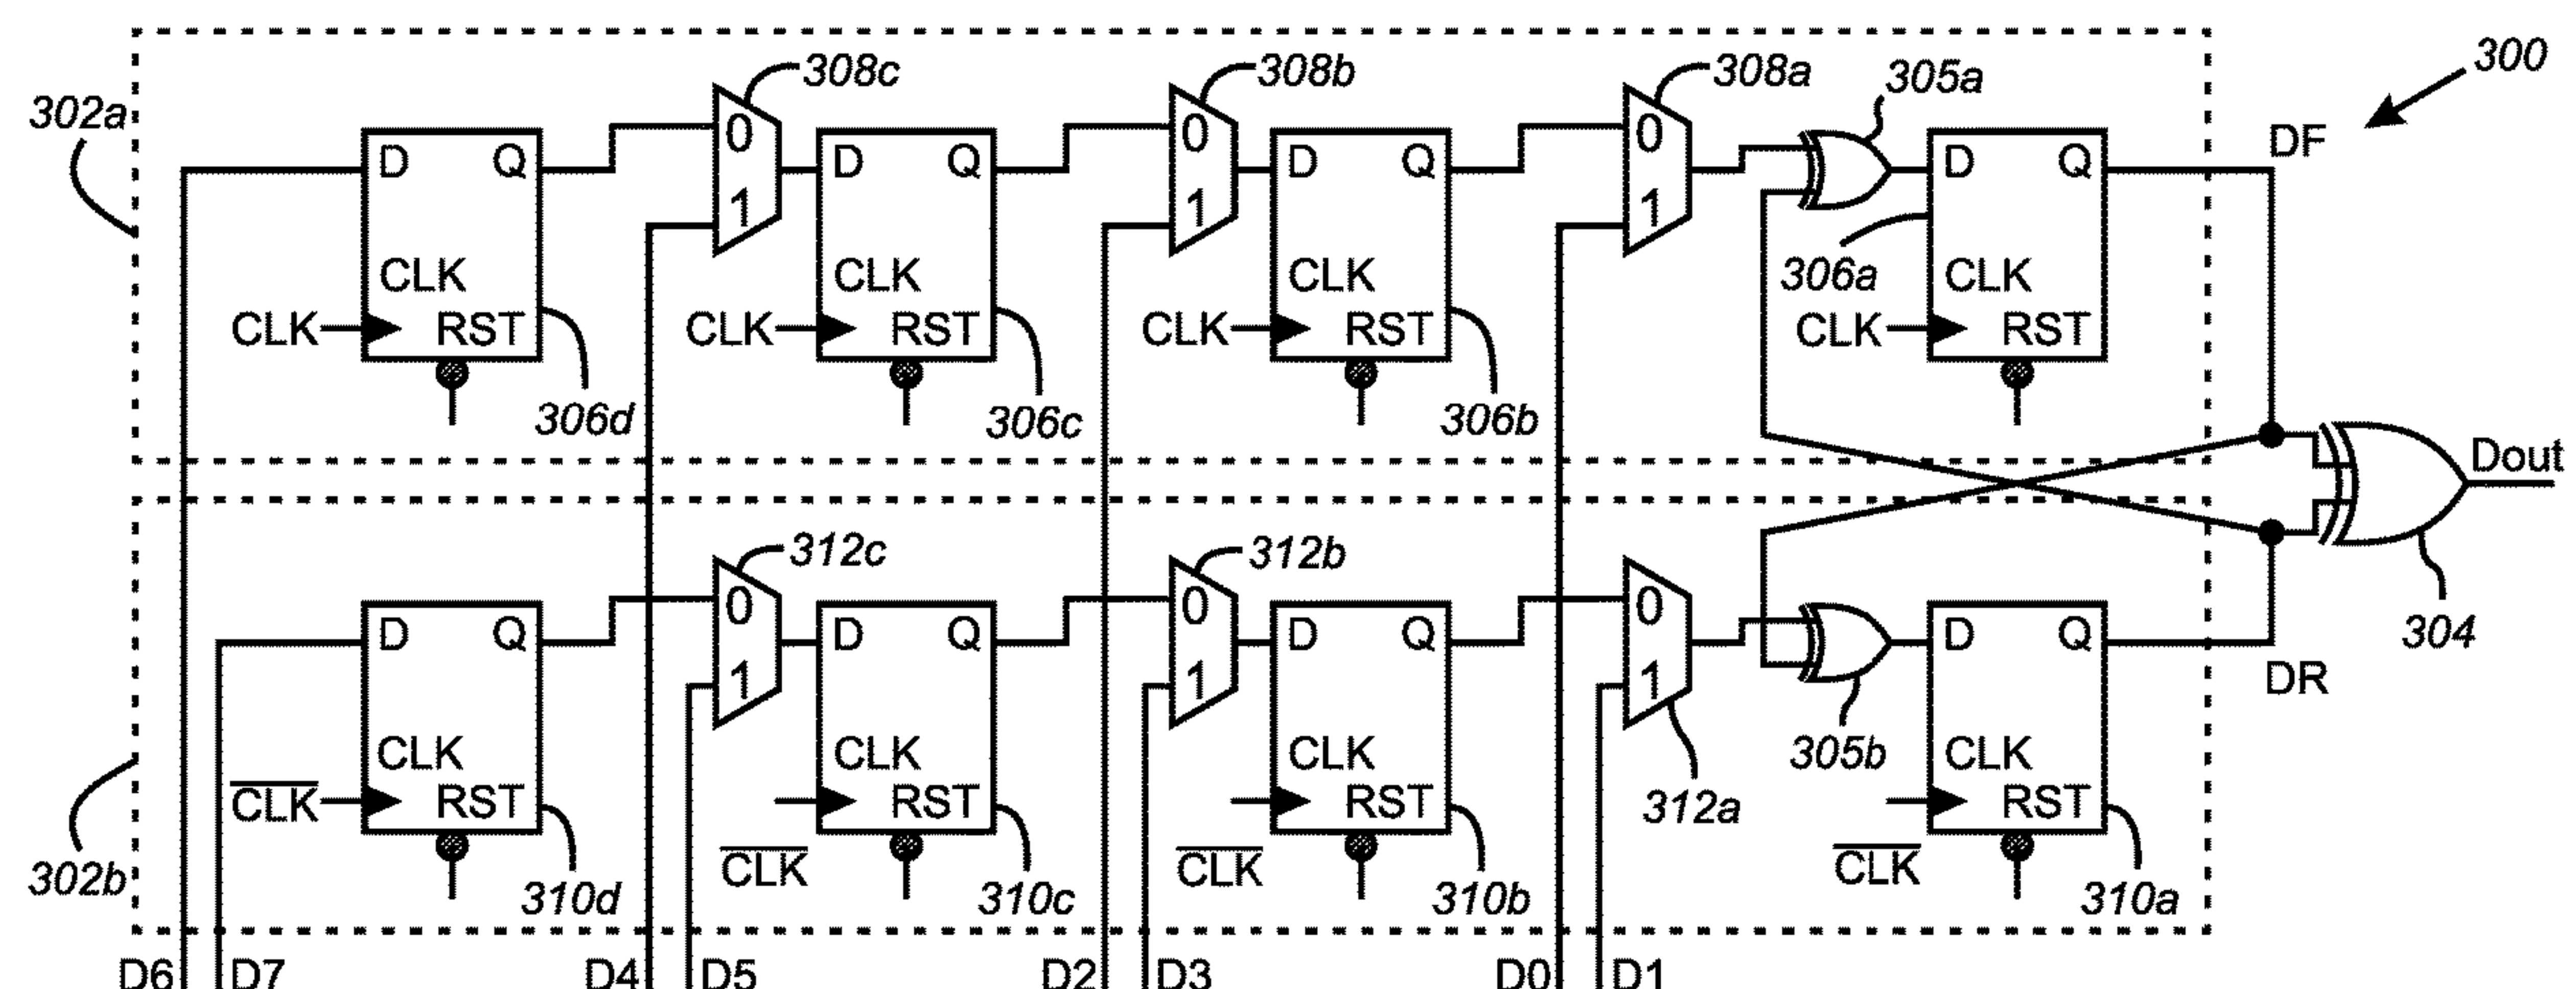 308c
308b
308a
305a
300
302a
0
0
0
DF
D Q
D Q
D Q
D Q
1
1
1
CLK
CLK
CLK
306a
CLK
CLK
RST
CLK
RST
CLK
RST
CLK
RST
306d
306c
306b
Dout
312c
312b
0
0
0
304
D Q
D Q
D Q
D Q
1
1
1
DR
CLK
CLK
CLK
305b
CLK
CLK
RST
RST
RST
312a
RST
302b
310d
CLK
310c
CLK
310b
CLK
310a
D6
D7
D4
D5
D2
D3
D0
D1